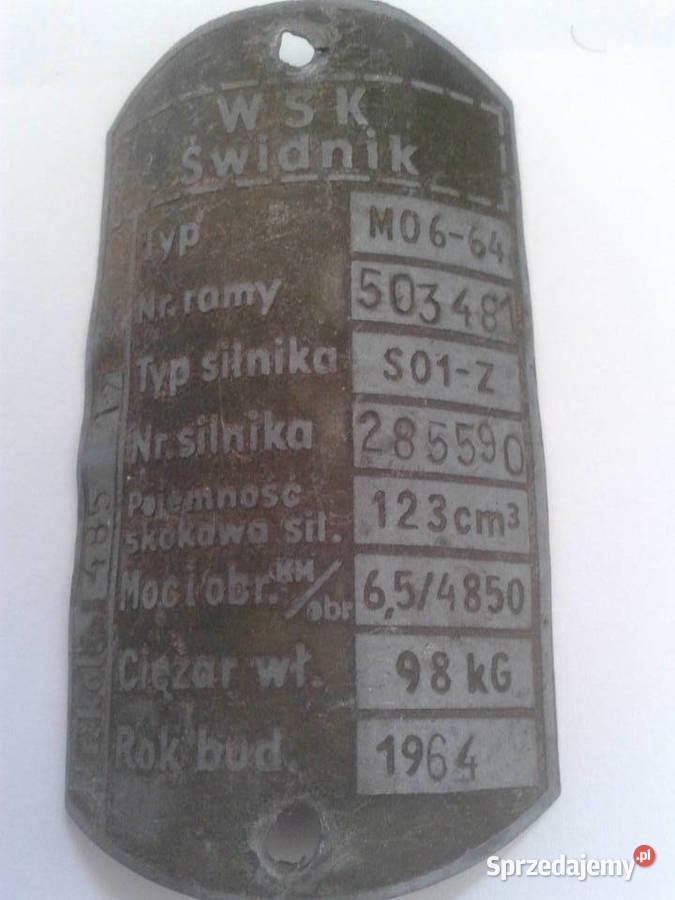 WSK
Świdnik
Typ M06-64
Nr. ramy 503481
Typ silnika S01-Z
Nr. silnika 285590
Pojemność
skokowa sil. 123cm³
Moc i obr. KM/obr 6,5/4850
Ciężar wł. 98 kG
Rok bud. 1964
Sprzedajemy.pl